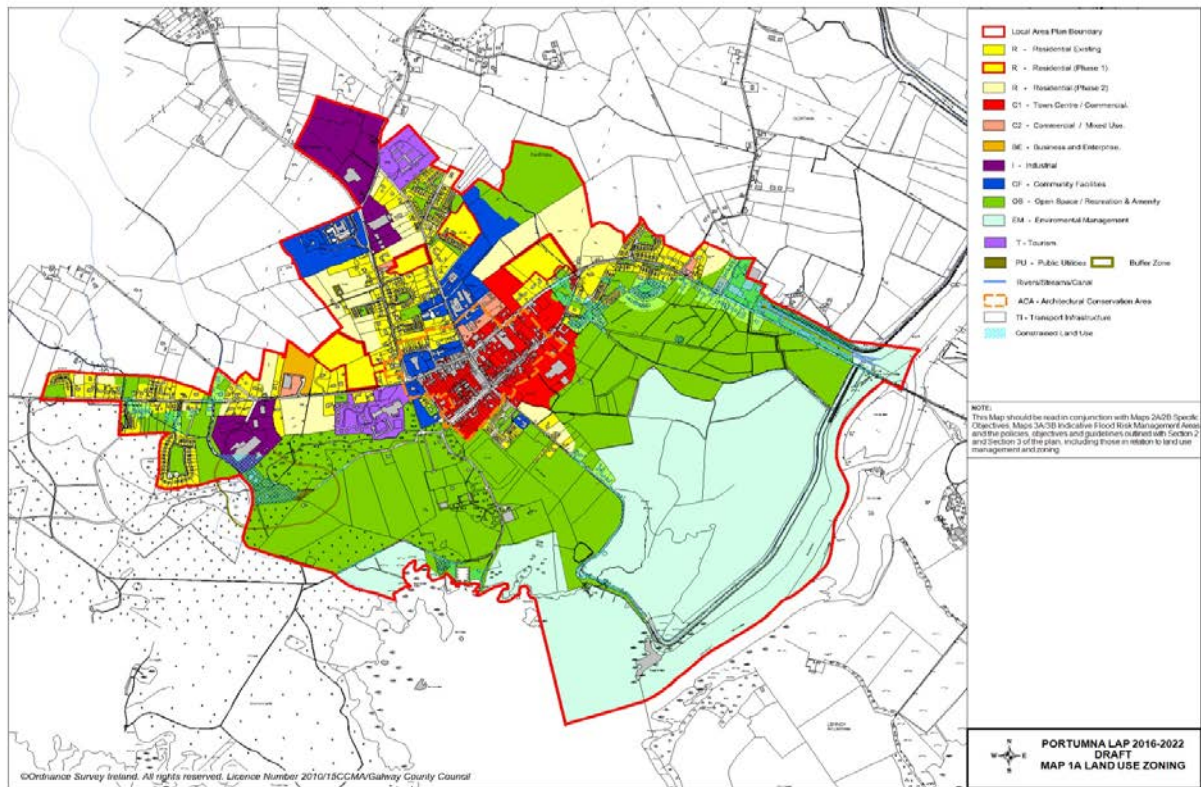 Local Area Plan Boundary
R - Residential Existing
R - Residential (Phase 1)
R - Residential (Phase 2)
C1 - Town Centre / Commercial.
C2 - Commercial / Mixed Use.
BE - Business and Enterprise.
I - Industrial
CF - Community Facilities
OS - Open Space / Recreation & Amenity
EM - Enviromental Management
T - Tourism
PU - Public Utilities Buffer Zone
Rivers/Streams/Canal
ACA - Architectural Conservation Area
TI - Transport Infrastructure
Constrained Land Use
NOTE:
This Map should be read in conjunction with Maps 2A/2B Specific
Objectives, Maps 3A/3B Indicative Flood Risk Management Areas
and the policies, objectives and guidelines outlined with Section 2
and Section 3 of the plan, including those in relation to land use
management and zoning.
N
W E
S
PORTUMNA LAP 2016-2022
DRAFT
MAP 1A LAND USE ZONING
©Ordnance Survey Ireland. All rights reserved. Licence Number 2010/15CCMA/Galway County Council